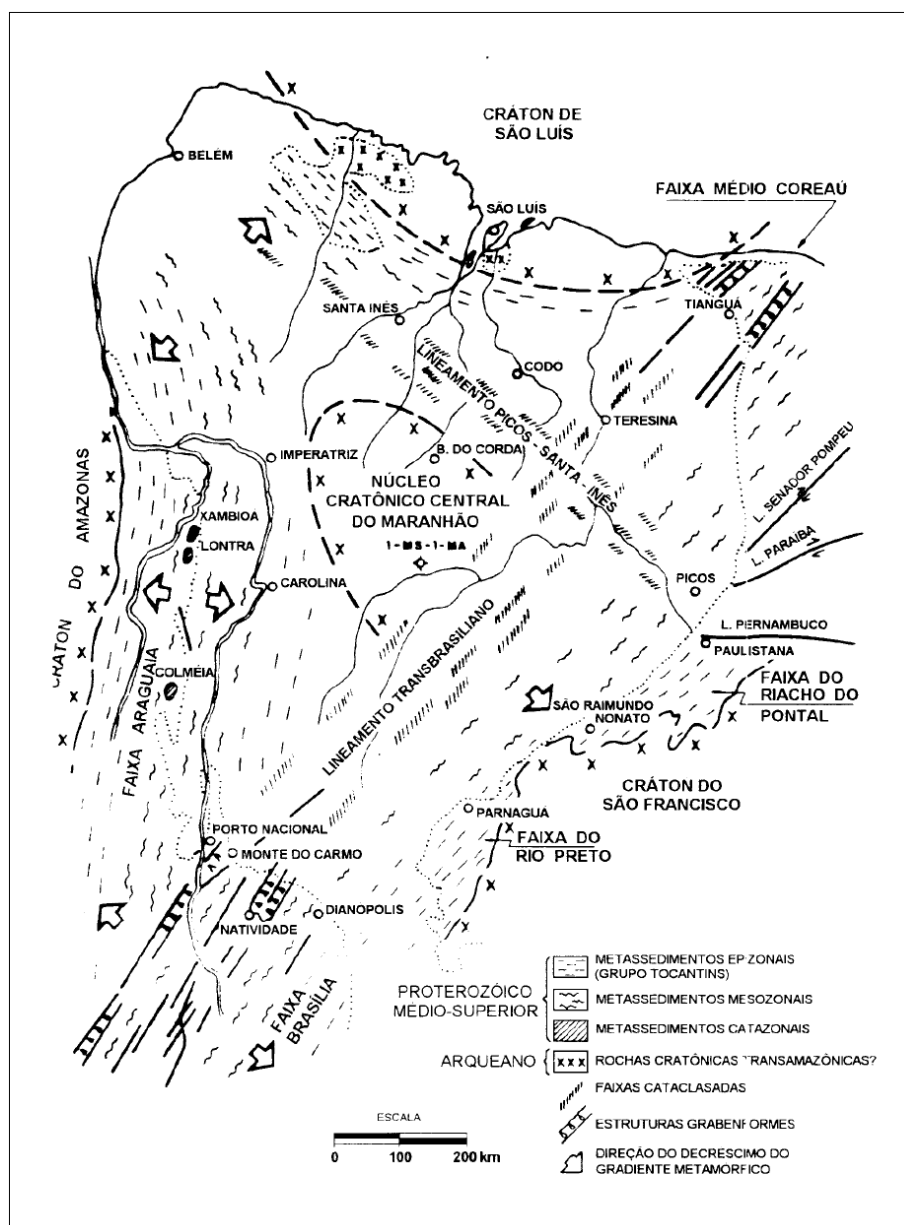 CRÁTON DE
SÃO LUÍS
BELÉM
FAIXA MÉDIO COREAÚ
SÃO LUÍS
SANTA INÉS
TIANGUÁ
LINEAMENTO PICOS - SANTA - INÊS
CODO
TERESINA
IMPERATRIZ
B. DO CORDA
NÚCLEO
CRATÔNICO CENTRAL
DO MARANHÃO
1-MS-1-MA
CRÁTON DO AMAZONAS
XAMBIOA
LONTRA
L. SENADOR POMPEU
L. PARAIBA
CAROLINA
PICOS
L. PERNAMBUCO
PAULISTANA
COLMÉIA
FAIXA ARAGUAIA
LINEAMENTO TRANSBRASILIANO
FAIXA DO
RIACHO DO
PONTAL
SÃO RAIMUNDO
NONATO
CRÁTON DO
SÃO FRANCISCO
PARNAGUÁ
FAIXA DO
RIO PRETO
PORTO NACIONAL
MONTE DO CARMO
NATIVIDADE
DIANOPOLIS
FAIXA
BRASÍLIA
PROTEROZÓICO
MÉDIO-SUPERIOR
METASSEDIMENTOS EPIZONAIS
(GRUPO TOCANTINS)
METASSEDIMENTOS MESOZONAIS
METASSEDIMENTOS CATAZONAIS
ARQUEANO
ROCHAS CRATÔNICAS TRANSAMAZÔNICAS?
FAIXAS CATACLASADAS
ESTRUTURAS GRABENFORMES
DIREÇÃO DO DECRÉSCIMO DO
GRADIENTE METAMORFICO
ESCALA
0 100 200 km